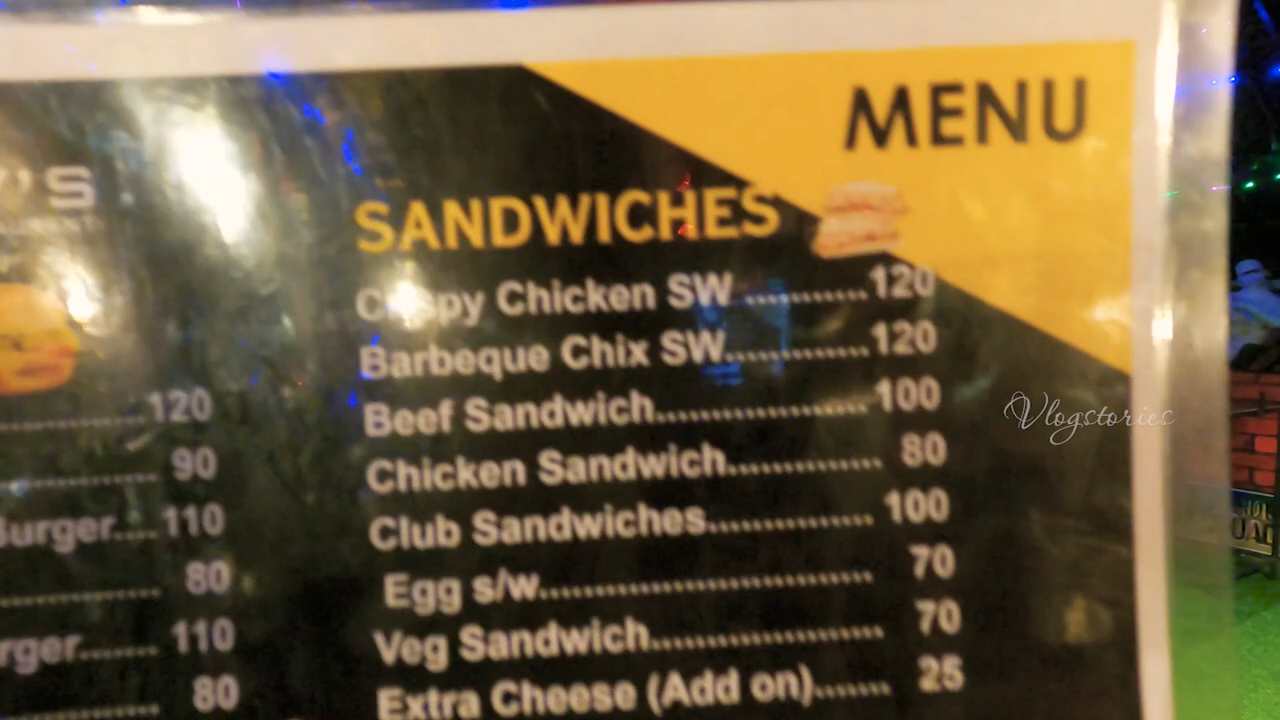 MENU
'S
SANDWICHES
Crispy Chicken SW ...........120
Barbeque Chix SW.............120
Beef Sandwich...................100
Chicken Sandwich.............. 80
Club Sandwiches............... 100
Egg s/w.............................. 70
Veg Sandwich..................... 70
Extra Cheese (Add on)....... 25
120
90
Burger.... 110
80
rger....... 110
80
Vlogstories